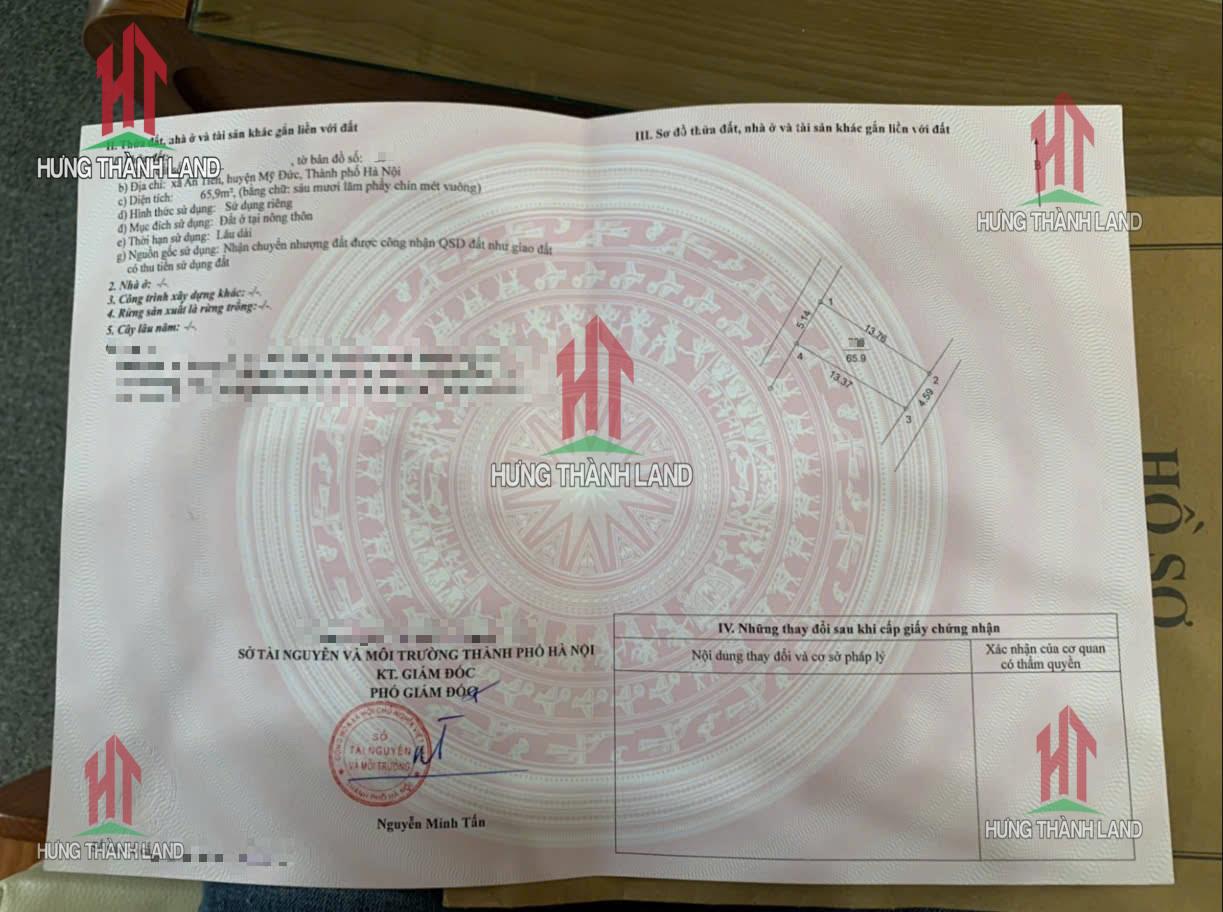 II. Thửa đất, nhà ở và tài sản khác gắn liền với đất
, tờ bản đồ số:
b) Địa chỉ: xã An Tiến, huyện Mỹ Đức, Thành phố Hà Nội
c) Diện tích: 65,9m², (bằng chữ: sáu mươi lăm phẩy chín mét vuông)
d) Hình thức sử dụng: Sử dụng riêng
đ) Mục đích sử dụng: Đất ở tại nông thôn
e) Thời hạn sử dụng: Lâu dài
g) Nguồn gốc sử dụng: Nhận chuyển nhượng đất được công nhận QSD đất như giao đất
có thu tiền sử dụng đất
2. Nhà ở: -/-
3. Công trình xây dựng khác: -/-
4. Rừng sản xuất là rừng trồng: -/-
5. Cây lâu năm: -/-
SỞ TÀI NGUYÊN VÀ MÔI TRƯỜNG THÀNH PHỐ HÀ NỘI
KT. GIÁM ĐỐC
PHÓ GIÁM ĐỐC
SỞ
TÀI NGUYÊN
VÀ MÔI TRƯỜNG
THÀNH PHỐ HÀ NỘI
Nguyễn Minh Tấn
III. Sơ đồ thửa đất, nhà ở và tài sản khác gắn liền với đất
B
1
5.14
13.76
65.9
4
13.37
2
4.59
3
IV. Những thay đổi sau khi cấp giấy chứng nhận
Nội dung thay đổi và cơ sở pháp lý
Xác nhận của cơ quan
có thẩm quyền
HỒ SƠ
HƯNG THÀNH LAND
HƯNG THÀNH LAND
HƯNG THÀNH LAND
HƯNG THÀNH LAND
HƯNG THÀNH LAND